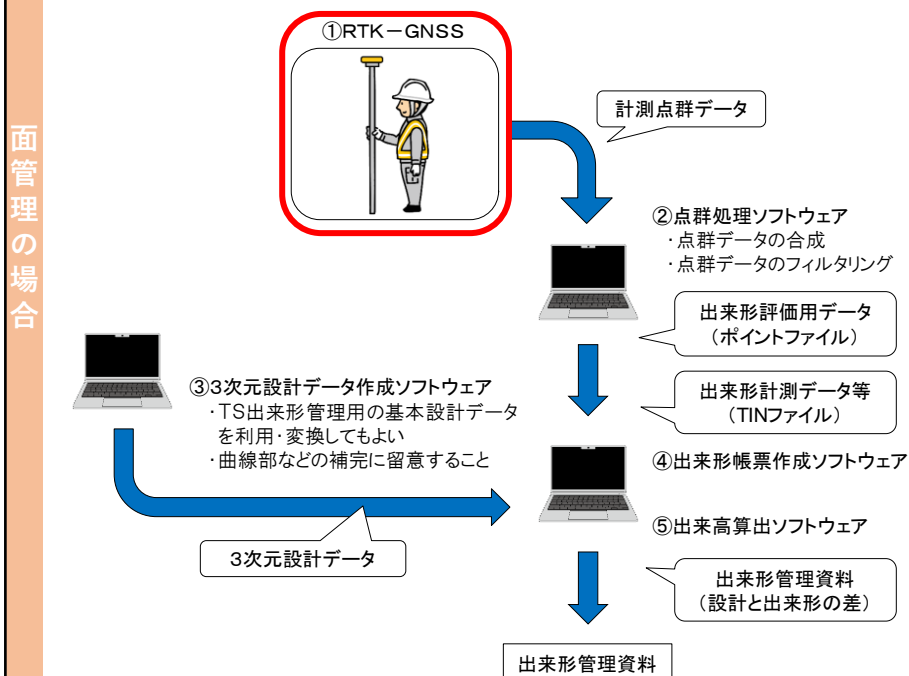 面管理の場合
①RTK－GNSS
計測点群データ
②点群処理ソフトウェア
・点群データの合成
・点群データのフィルタリング
出来形評価用データ
（ポイントファイル）
③3次元設計データ作成ソフトウェア
・TS出来形管理用の基本設計データ
を利用・変換してもよい
・曲線部などの補完に留意すること
出来形計測データ等
（TINファイル）
④出来形帳票作成ソフトウェア
⑤出来高算出ソフトウェア
3次元設計データ
出来形管理資料
（設計と出来形の差）
出来形管理資料